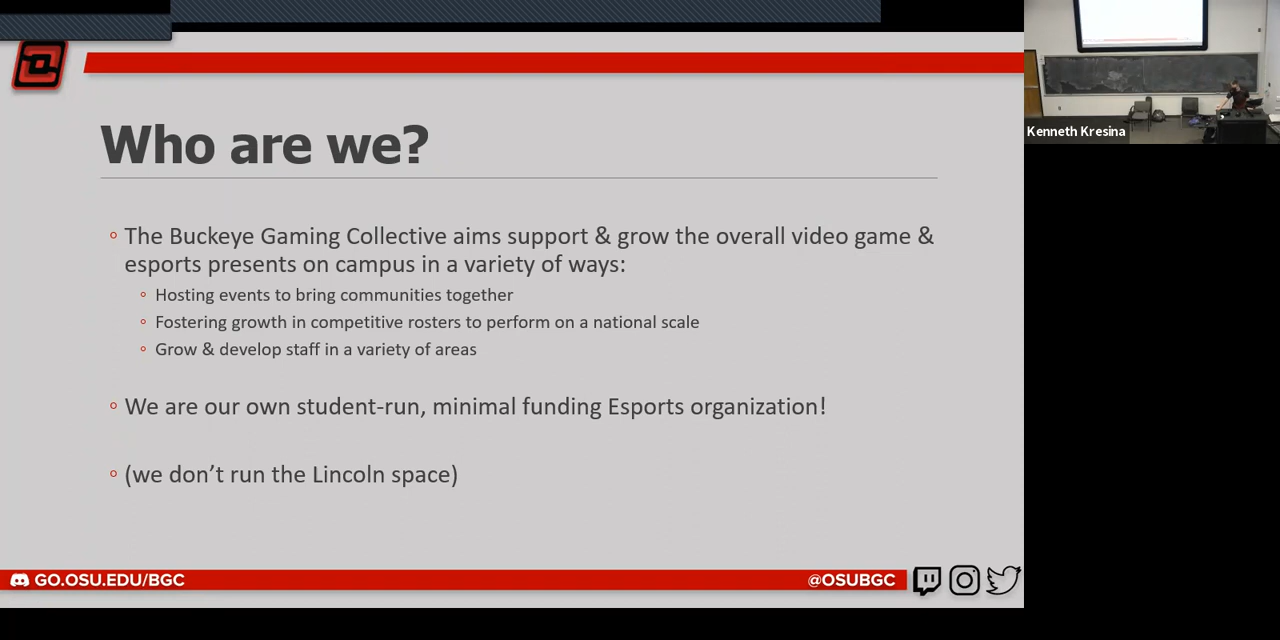 Who are we?
The Buckeye Gaming Collective aims support & grow the overall video game &
esports presents on campus in a variety of ways:
Hosting events to bring communities together
Fostering growth in competitive rosters to perform on a national scale
Grow & develop staff in a variety of areas
We are our own student-run, minimal funding Esports organization!
(we don't run the Lincoln space)
GO.OSU.EDU/BGC
@OSUBGC
Kenneth Kresina